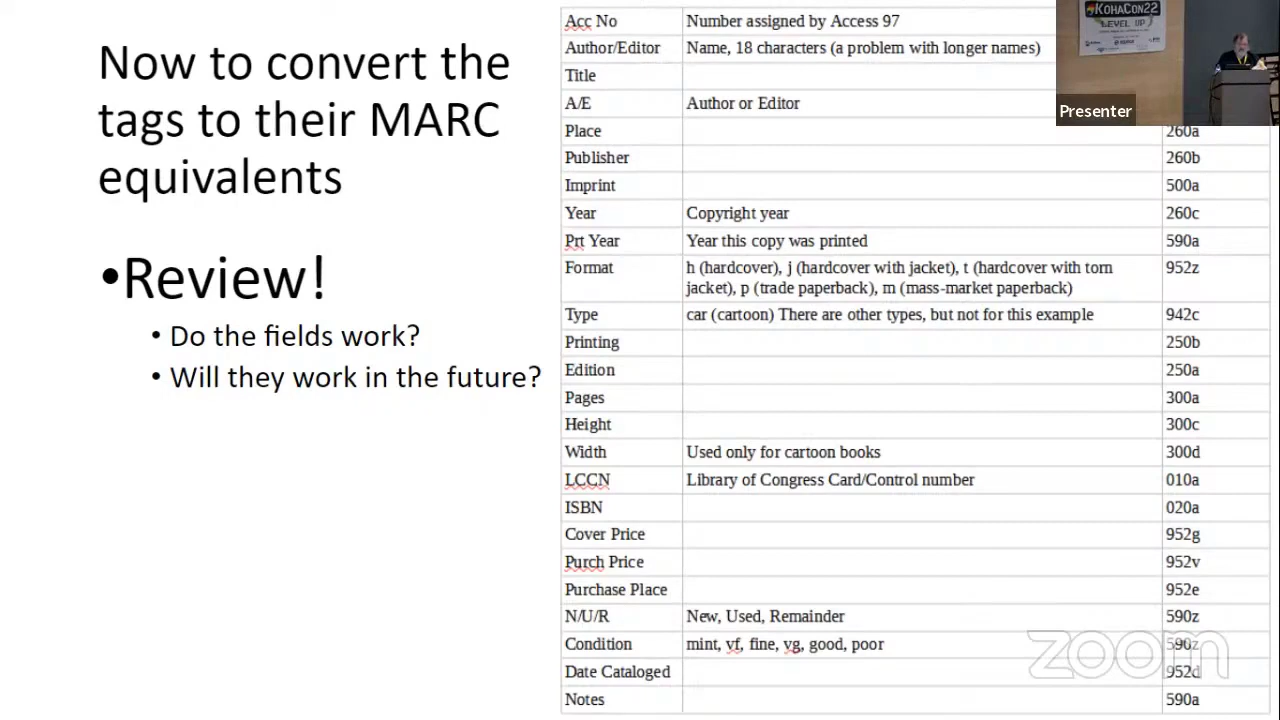 Now to convert the
tags to their MARC
equivalents
•Review!
• Do the fields work?
• Will they work in the future?
Acc No Number assigned by Access 97
Author/Editor Name, 18 characters (a problem with longer names)
Title
A/E Author or Editor
Place 260a
Publisher 260b
Imprint 500a
Year Copyright year 260c
Prt Year Year this copy was printed 590a
Format h (hardcover), j (hardcover with jacket), t (hardcover with torn 952z
jacket), p (trade paperback), m (mass-market paperback)
Type car (cartoon) There are other types, but not for this example 942c
Printing 250b
Edition 250a
Pages 300a
Height 300c
Width Used only for cartoon books 300d
LCCN Library of Congress Card/Control number 010a
ISBN 020a
Cover Price 952g
Purch Price 952v
Purchase Place 952e
N/U/R New, Used, Remainder 590z
Condition mint, vf, fine, vg, good, poor 590z
Date Cataloged 952d
Notes 590a
KOHACON22
LEVEL UP
Presenter
zoom